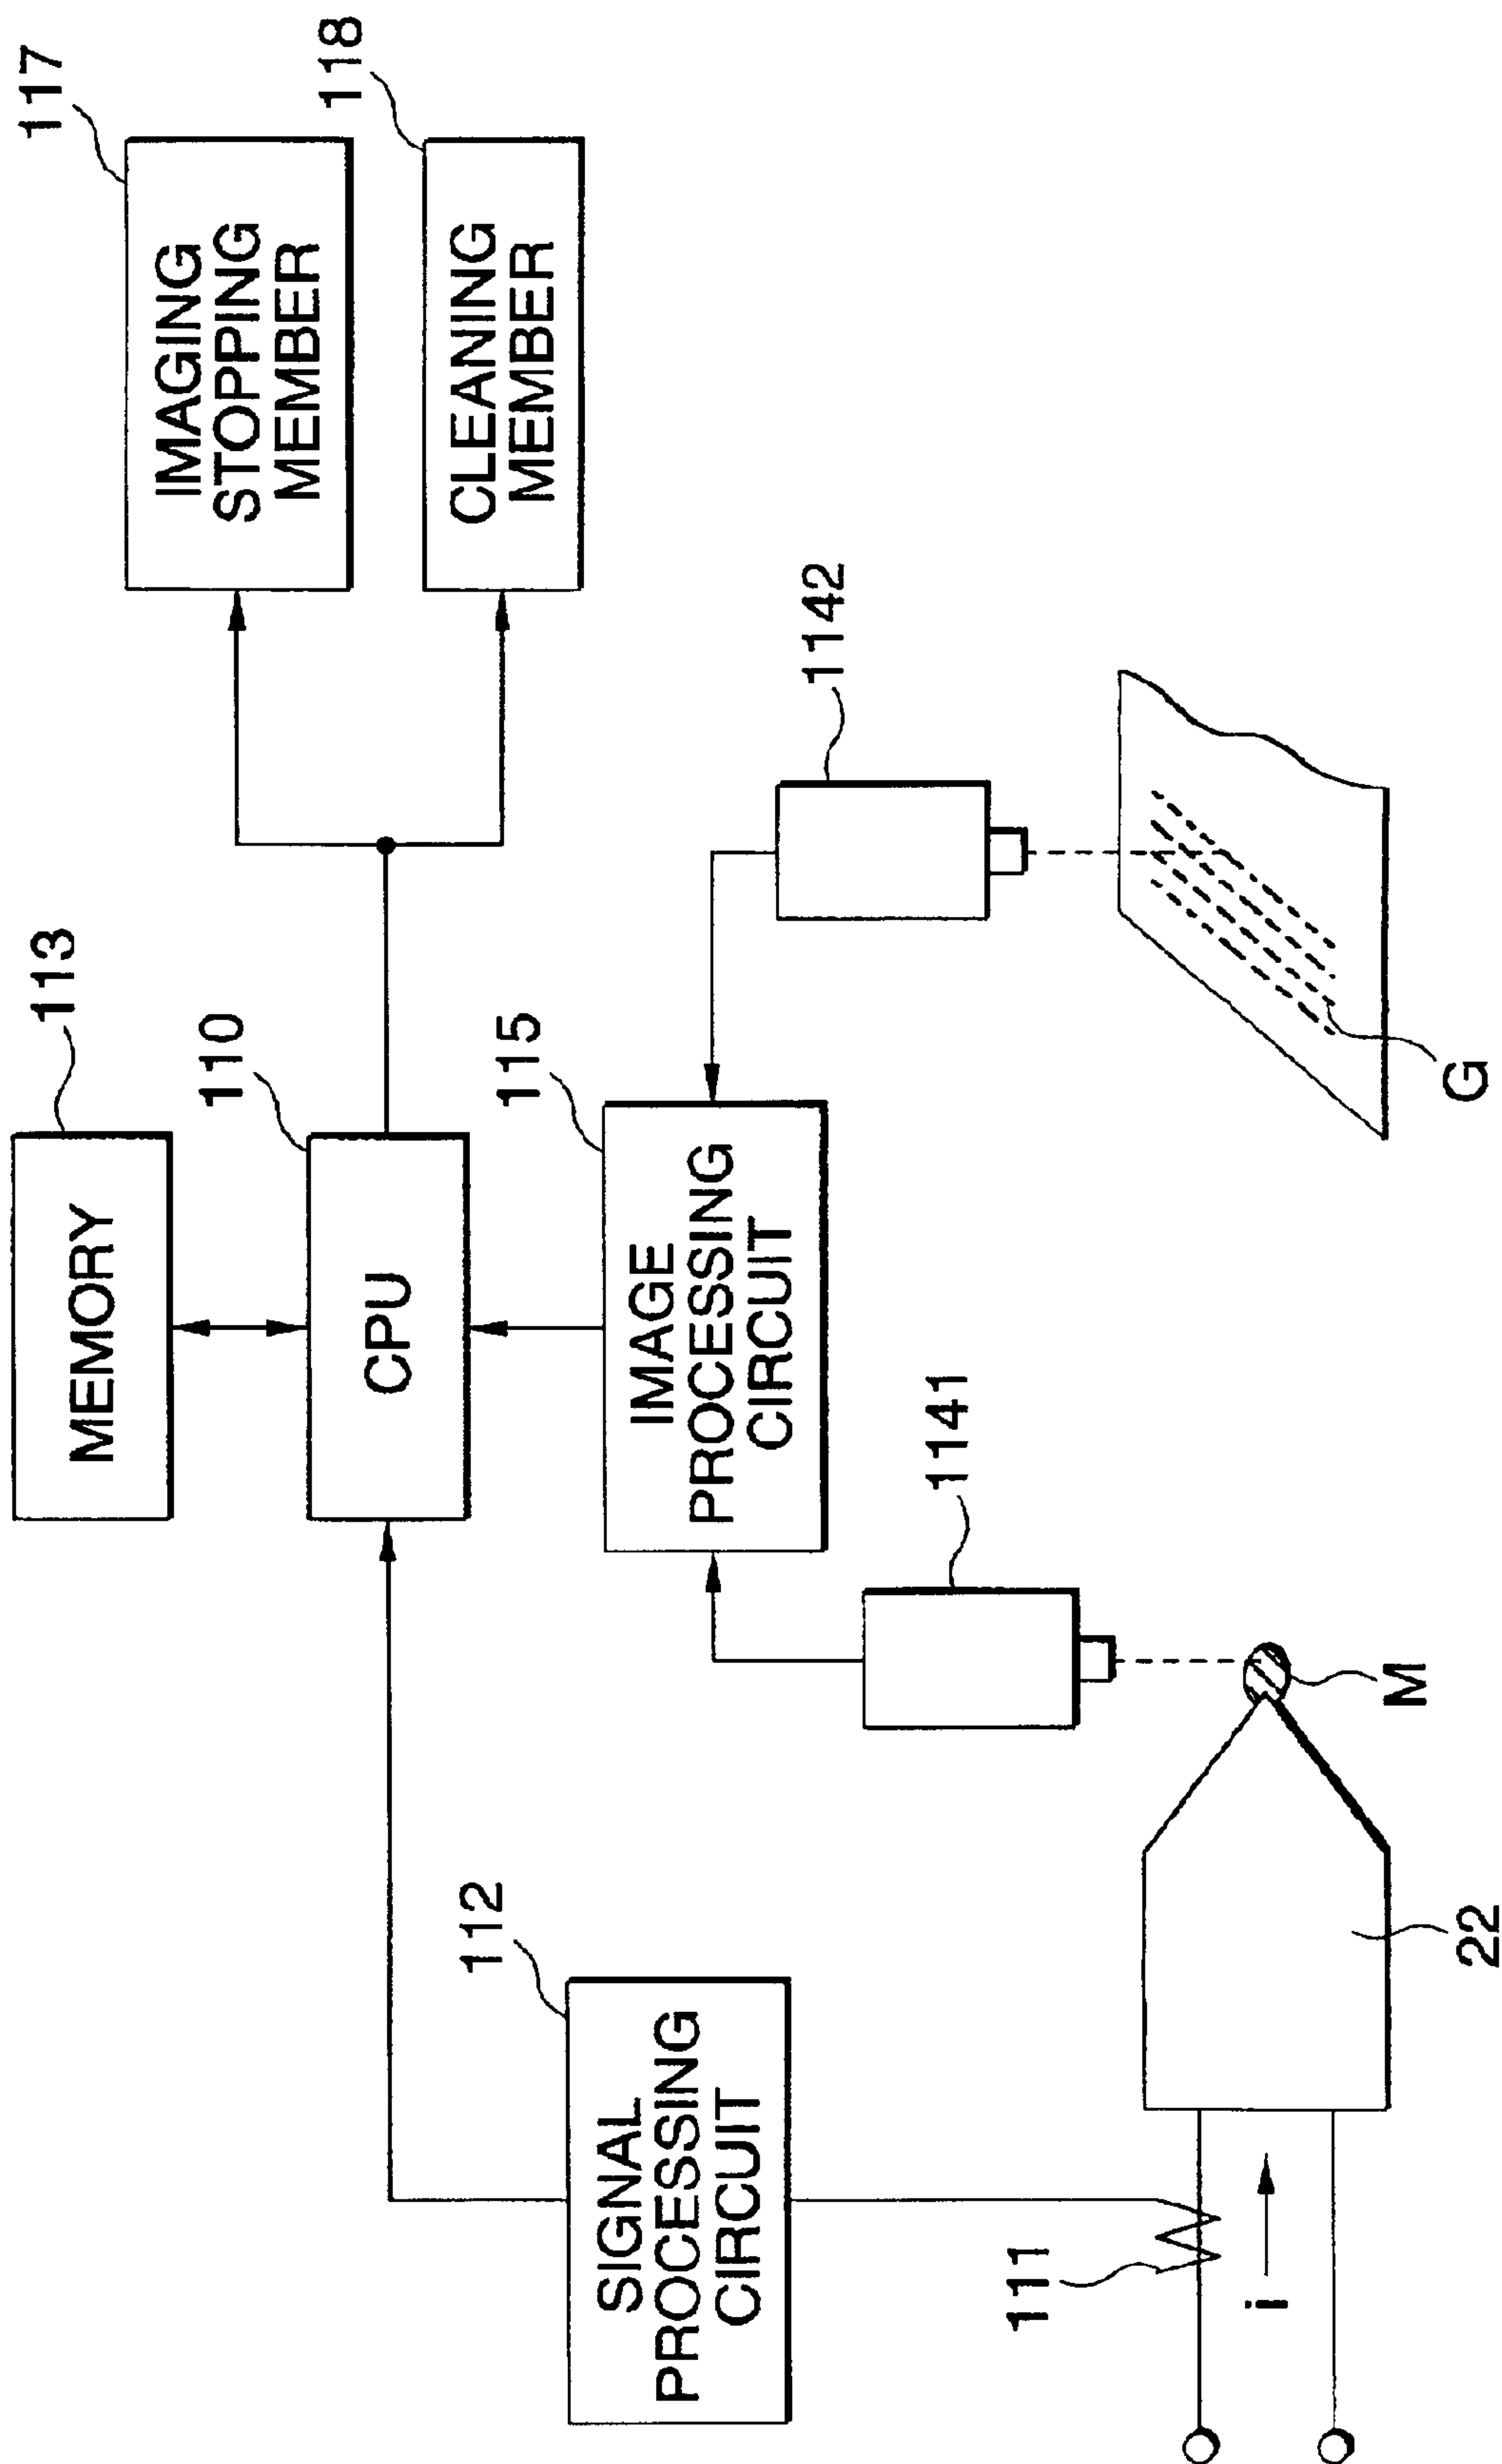 117
IMAGING
STOPPING
MEMBER
118
CLEANING
MEMBER
113
MEMORY
110
CPU
115
IMAGE
PROCESSING
CIRCUIT
1142
G
1141
M
112
SIGNAL
PROCESSING
CIRCUIT
111
i
22